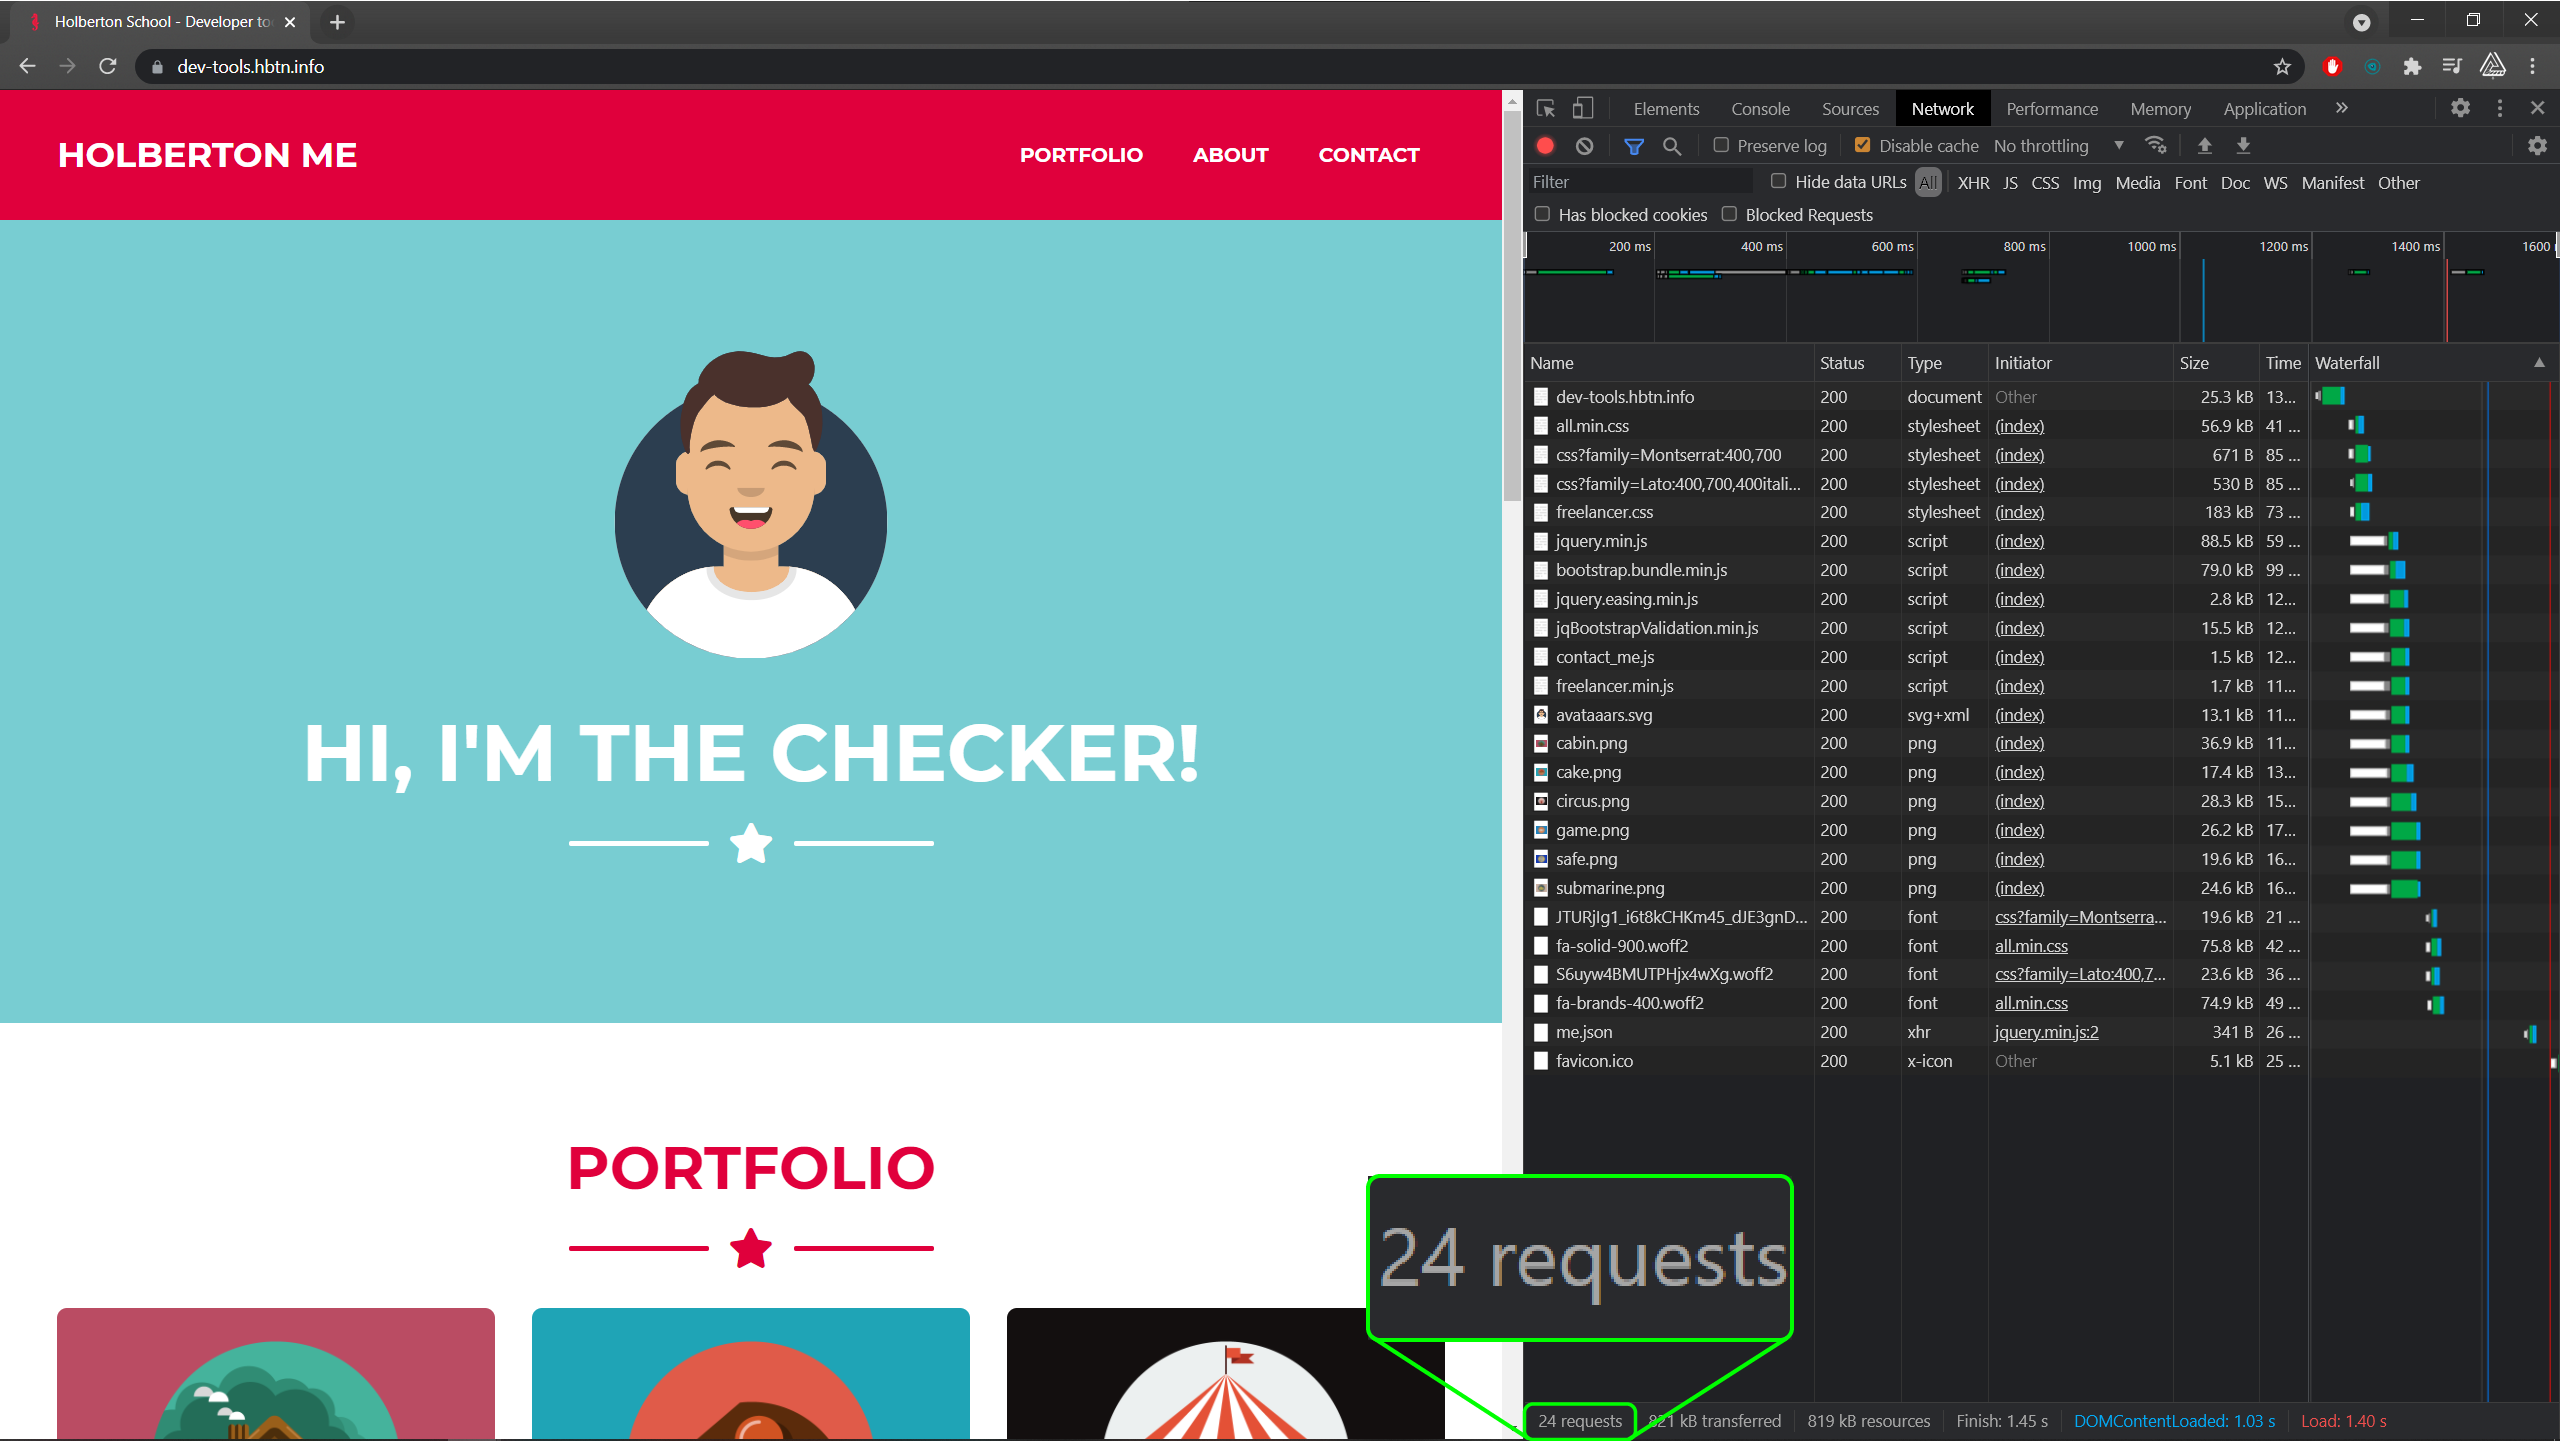 Holberton School - Developer to
dev-tools.hbtn.info
HOLBERTON ME
PORTFOLIO ABOUT CONTACT
HI, I'M THE CHECKER!
PORTFOLIO
Elements Console Sources Network Performance Memory Application
Preserve log Disable cache No throttling
Filter Hide data URLs All XHR JS CSS Img Media Font Doc WS Manifest Other
Has blocked cookies Blocked Requests
200 ms 400 ms 600 ms 800 ms 1000 ms 1200 ms 1400 ms 1600
Name Status Type Initiator Size Time Waterfall
dev-tools.hbtn.info 200 document Other 25.3 kB 13...
all.min.css 200 stylesheet (index) 56.9 kB 41 ...
css?family=Montserrat:400,700 200 stylesheet (index) 671 B 85 ...
css?family=Lato:400,700,400itali... 200 stylesheet (index) 530 B 85 ...
freelancer.css 200 stylesheet (index) 183 kB 73 ...
jquery.min.js 200 script (index) 88.5 kB 59 ...
bootstrap.bundle.min.js 200 script (index) 79.0 kB 99 ...
jquery.easing.min.js 200 script (index) 2.8 kB 12...
jqBootstrapValidation.min.js 200 script (index) 15.5 kB 12...
contact_me.js 200 script (index) 1.5 kB 12...
freelancer.min.js 200 script (index) 1.7 kB 11...
avataaars.svg 200 svg+xml (index) 13.1 kB 11...
cabin.png 200 png (index) 36.9 kB 11...
cake.png 200 png (index) 17.4 kB 13...
circus.png 200 png (index) 28.3 kB 15...
game.png 200 png (index) 26.2 kB 17...
safe.png 200 png (index) 19.6 kB 16...
submarine.png 200 png (index) 24.6 kB 16...
JTURjIg1_i6t8kCHKm45_dJE3gnD... 200 font css?family=Montserra... 19.6 kB 21 ...
fa-solid-900.woff2 200 font all.min.css 75.8 kB 42 ...
S6uyw4BMUTPHjx4wXg.woff2 200 font css?family=Lato:400,7... 23.6 kB 36 ...
fa-brands-400.woff2 200 font all.min.css 74.9 kB 49 ...
me.json 200 xhr jquery.min.js:2 341 B 26 ...
favicon.ico 200 x-icon Other 5.1 kB 25 ...
24 requests
24 requests 821 kB transferred 819 kB resources Finish: 1.45 s DOMContentLoaded: 1.03 s Load: 1.40 s